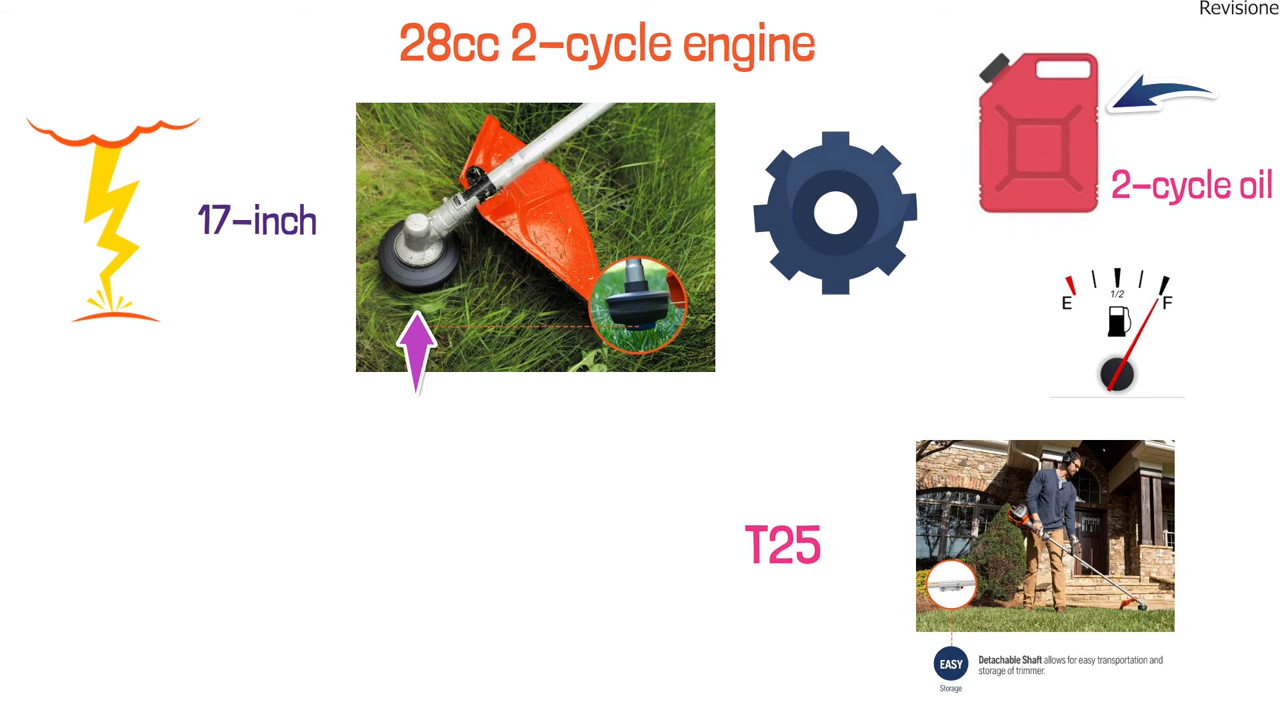 Revisione
28cc 2-cycle engine
17-inch
2-cycle oil
E
1/2
F
T25
EASY
Storage
Detachable Shaft allows for easy transportation and
storage of trimmer.